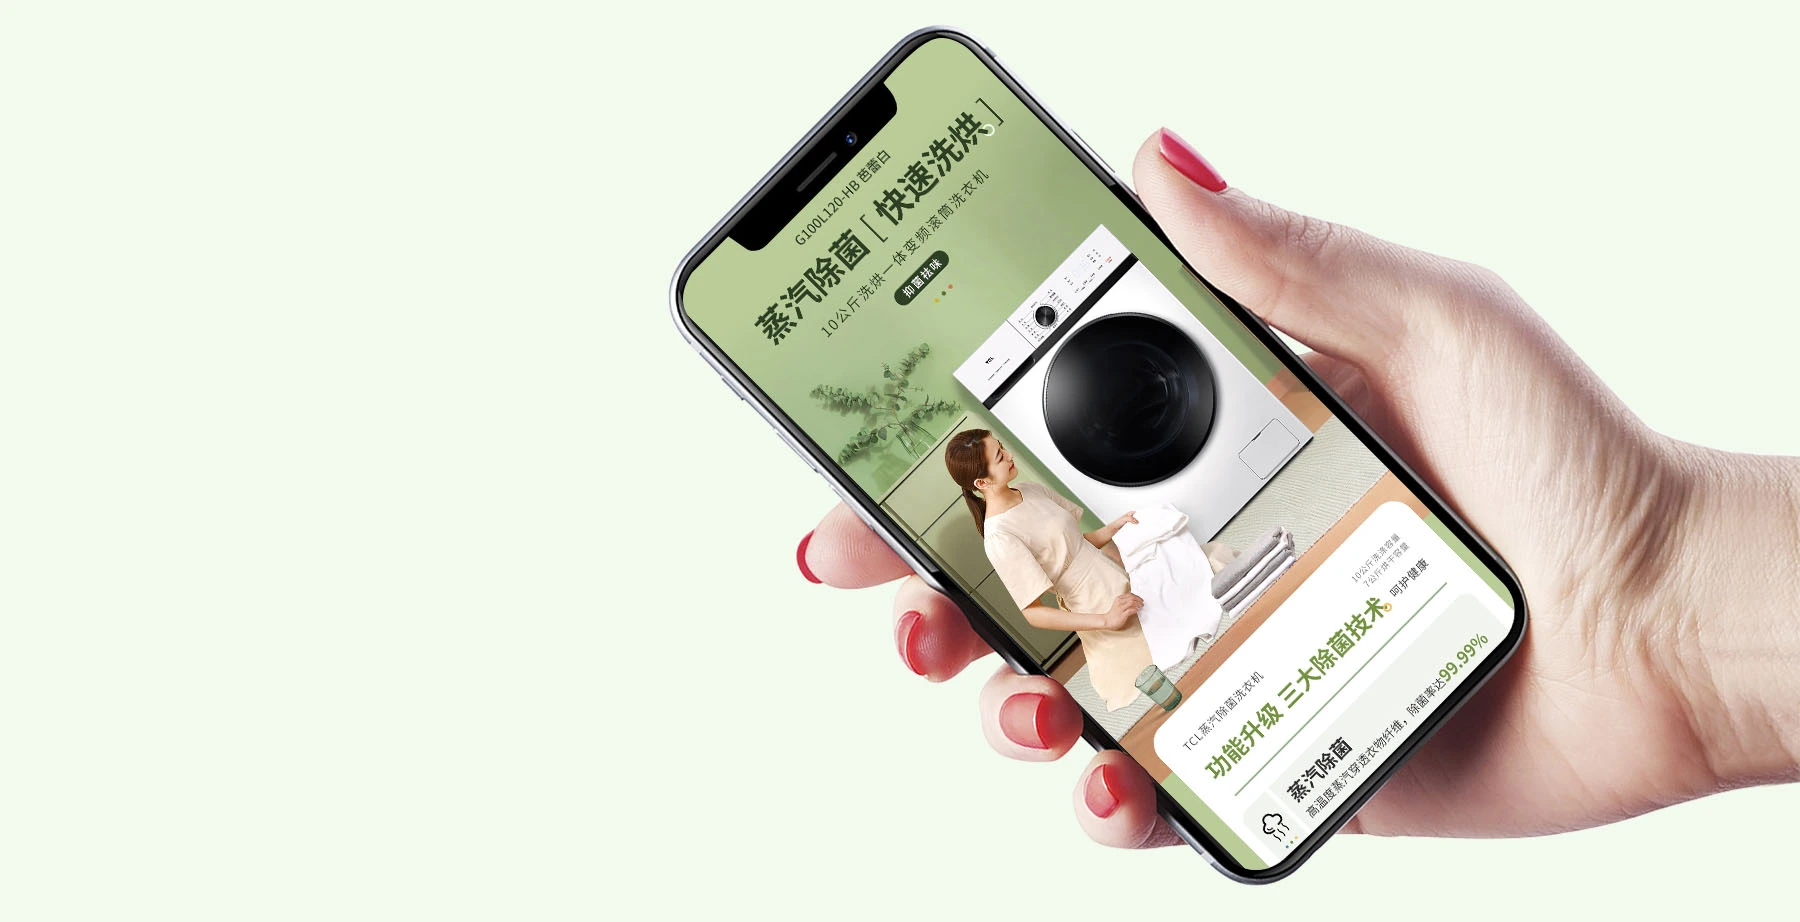 G100L120-HB 芭蕾白
蒸汽除菌 [ 快速洗烘 ]
10公斤洗烘一体变频滚筒洗衣机
抑菌祛味
TCL
10公斤洗涤容量
7公斤烘干容量
呵护健康
TCL蒸汽除菌洗衣机
功能升级 三大除菌技术
蒸汽除菌
高温度蒸汽穿透衣物纤维，除菌率达99.99%